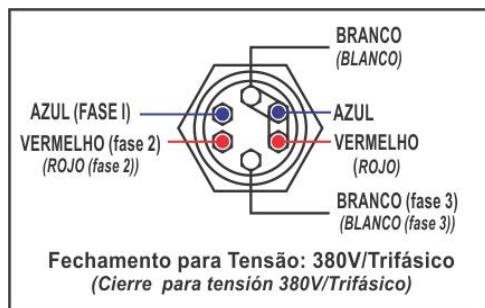 BRANCO
(BLANCO)
AZUL (FASE I)
AZUL
VERMELHO (fase 2)
(ROJO (fase 2))
VERMELHO
(ROJO)
BRANCO (fase 3)
(BLANCO (fase 3))
Fechamento para Tensão: 380V/Trifásico
(Cierre para tensión 380V/Trifásico)